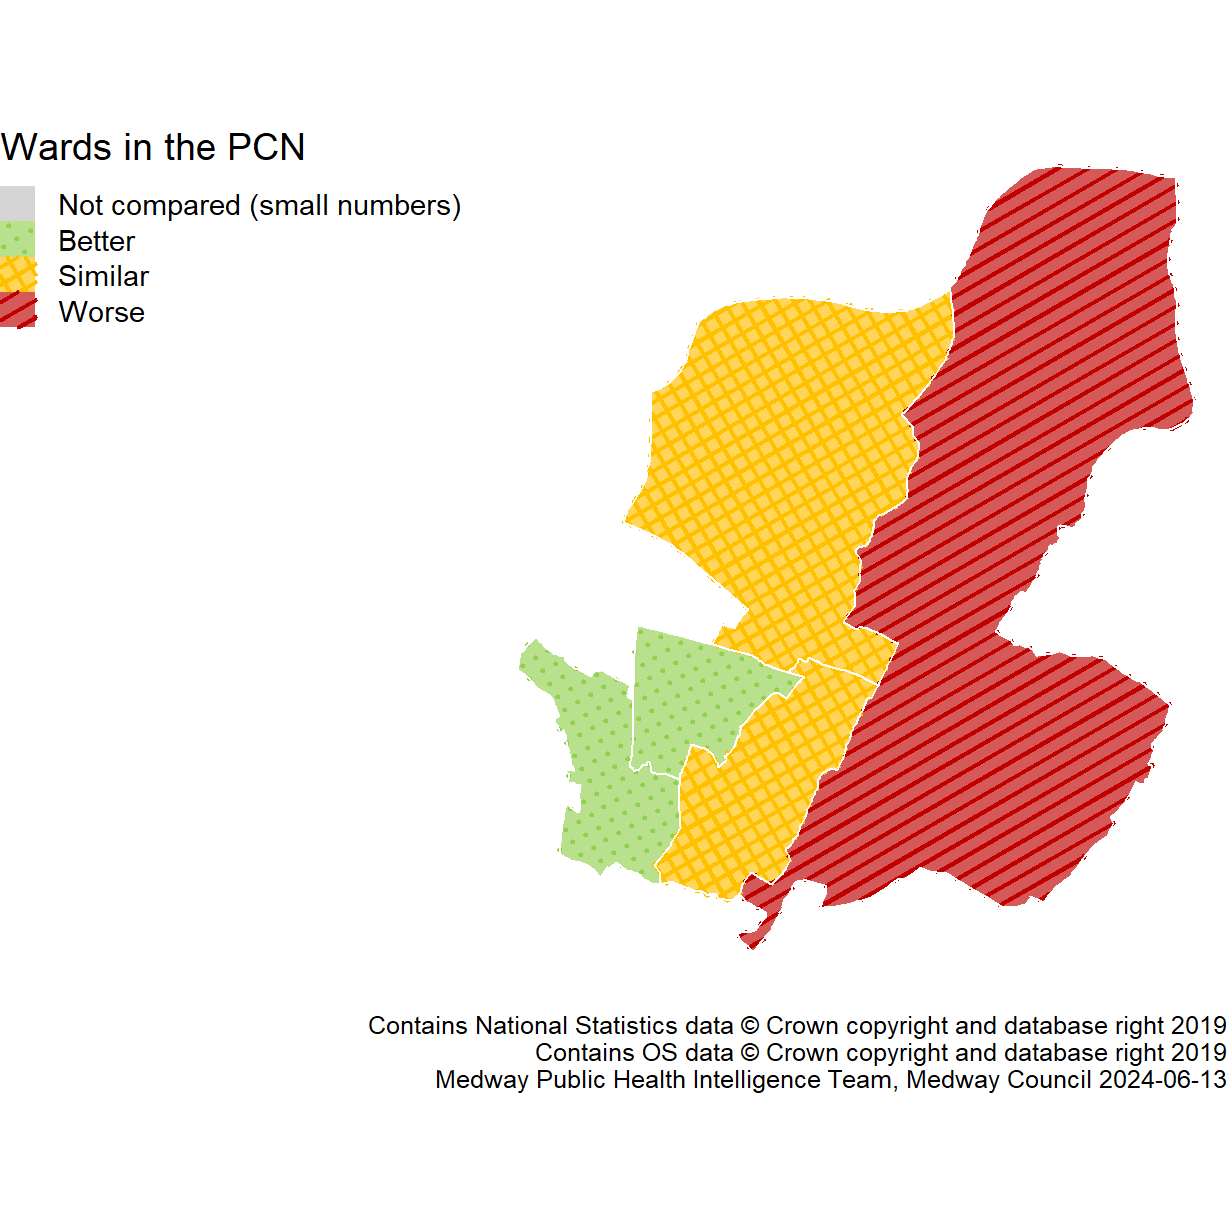 Wards in the PCN
Not compared (small numbers)
Better
Similar
Worse
Contains National Statistics data © Crown copyright and database right 2019
Contains OS data © Crown copyright and database right 2019
Medway Public Health Intelligence Team, Medway Council 2024-06-13